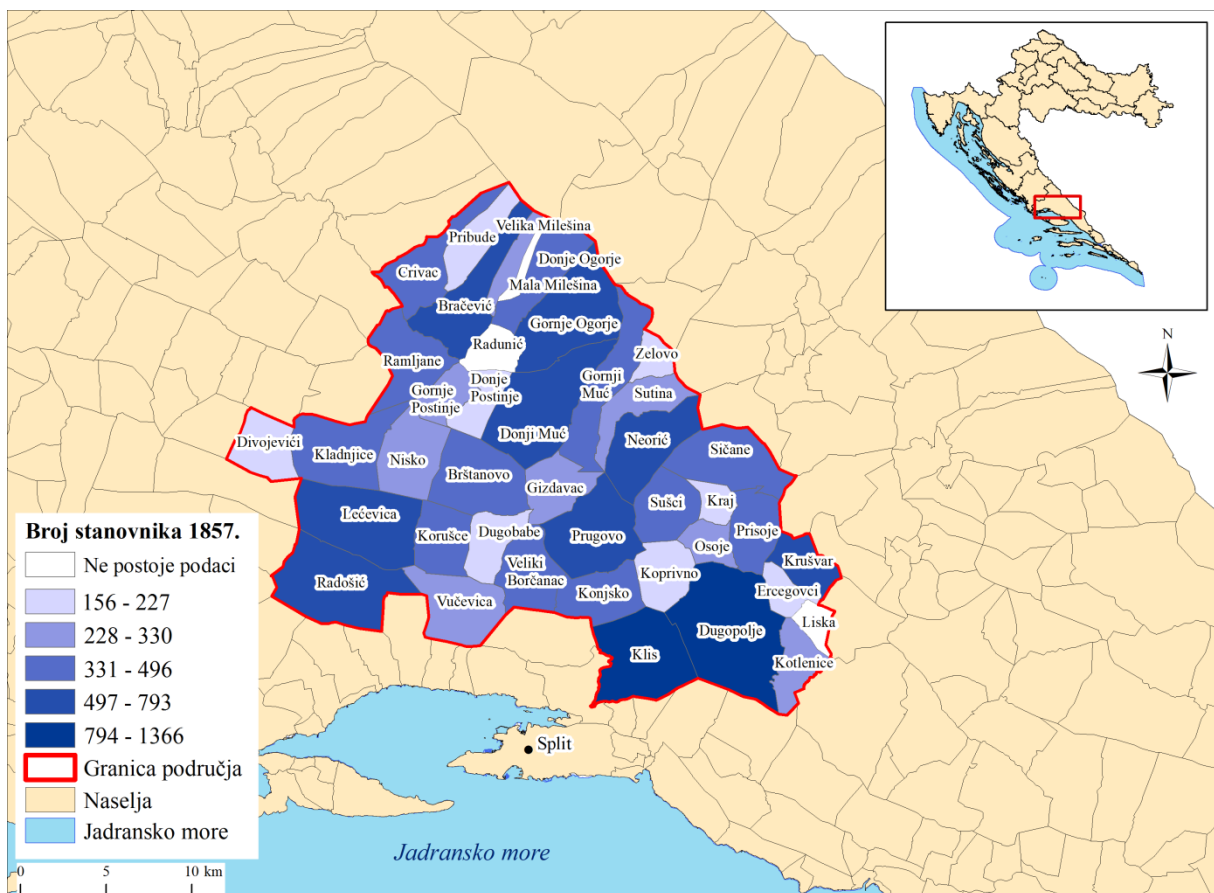 Velika Milešina
Pribude
Donje Ogorje
Crivac
Mala Milešina
Bračević
Gornje Ogorje
Radunić
Zelovo
Ramljane
Donje
Postinje
Gornji
Muć
Gornje
Postinje
Sutina
Divojevići
Donji Muć
Neorić
Kladnjice
Nisko
Sičane
Brštanovo
Gizdavac
Sušci
Kraj
Lećevica
Korušce
Dugobabe
Prugovo
Prisoje
Osoje
Veliki
Borčanac
Krušvar
Radošić
Konjsko
Koprivno
Ercegovci
Vučevica
Liska
Dugopolje
Klis
Kotlenice
Split
Jadransko more
N
Broj stanovnika 1857.
Ne postoje podaci
156 - 227
228 - 330
331 - 496
497 - 793
794 - 1366
Granica područja
Naselja
Jadransko more
0 5 10 km